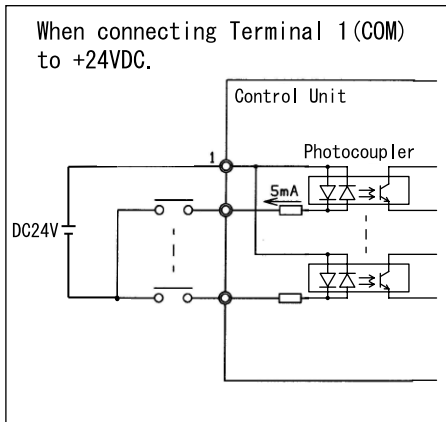 When connecting Terminal 1(COM)
to +24VDC.
Control Unit
1
Photocoupler
5mA
DC24V